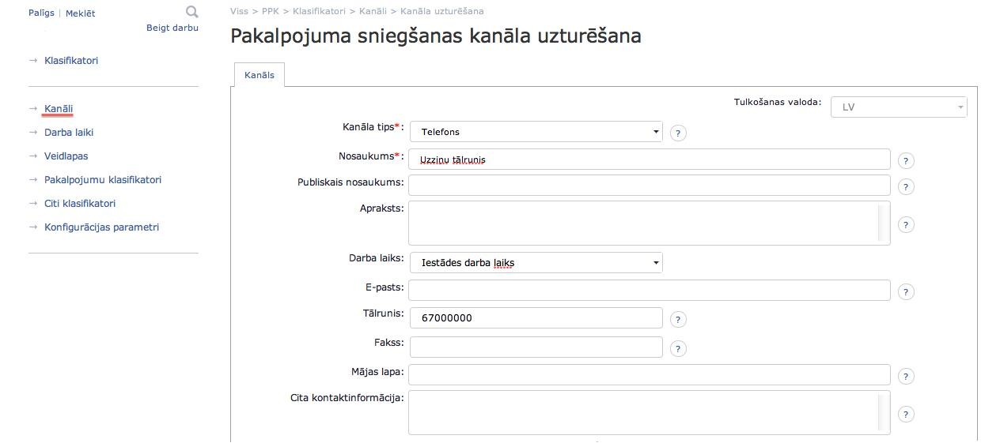 Palīgs | Meklēt
Beigt darbu
→ Klasifikatori
→ Kanāli
→ Darba laiki
→ Veidlapas
→ Pakalpojumu klasifikatori
→ Citi klasifikatori
→ Konfigurācijas parametri
Viss > PPK > Klasifikatori > Kanāli > Kanāla uzturēšana
Pakalpojuma sniegšanas kanāla uzturēšana
Kanāls
Tulkošanas valoda: LV
Kanāla tips*: Telefons ?
Nosaukums*: Uzziņu tālrunis ?
Publiskais nosaukums: ?
Apraksts: ?
Darba laiks: Iestādes darba laiks
E-pasts: ?
Tālrunis: 67000000 ?
Fakss: ?
Mājas lapa: ?
Cita kontaktinformācija: ?